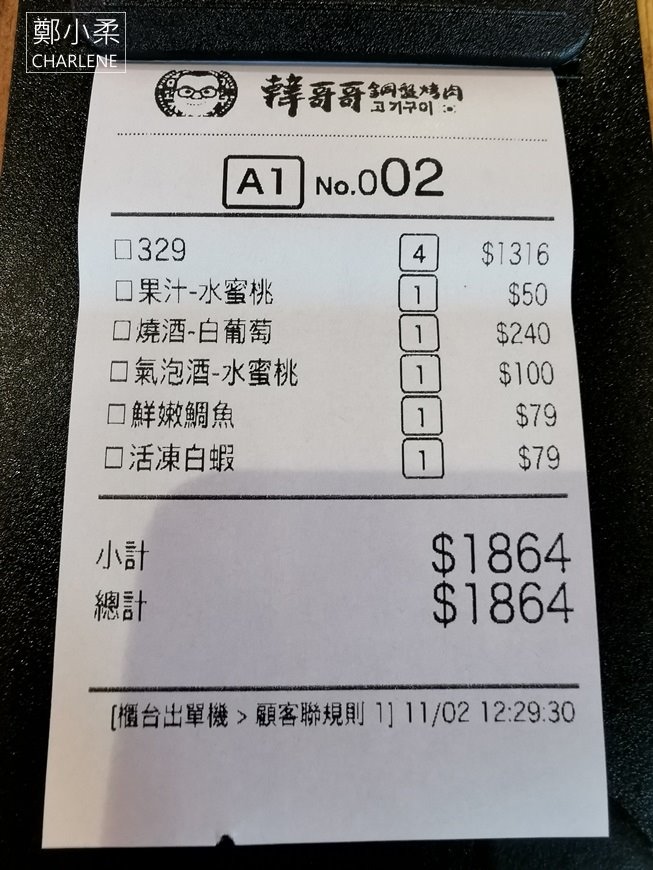 鄭小柔
CHARLENE
韓哥哥 銅盤烤肉
고기구이
A1 No.002
□329 4 $1316
□果汁-水蜜桃 1 $50
□燒酒-白葡萄 1 $240
□氣泡酒-水蜜桃 1 $100
□鮮嫩鯛魚 1 $79
□活凍白蝦 1 $79
小計 $1864
總計 $1864
[櫃台出單機 > 顧客聯規則 1] 11/02 12:29:30